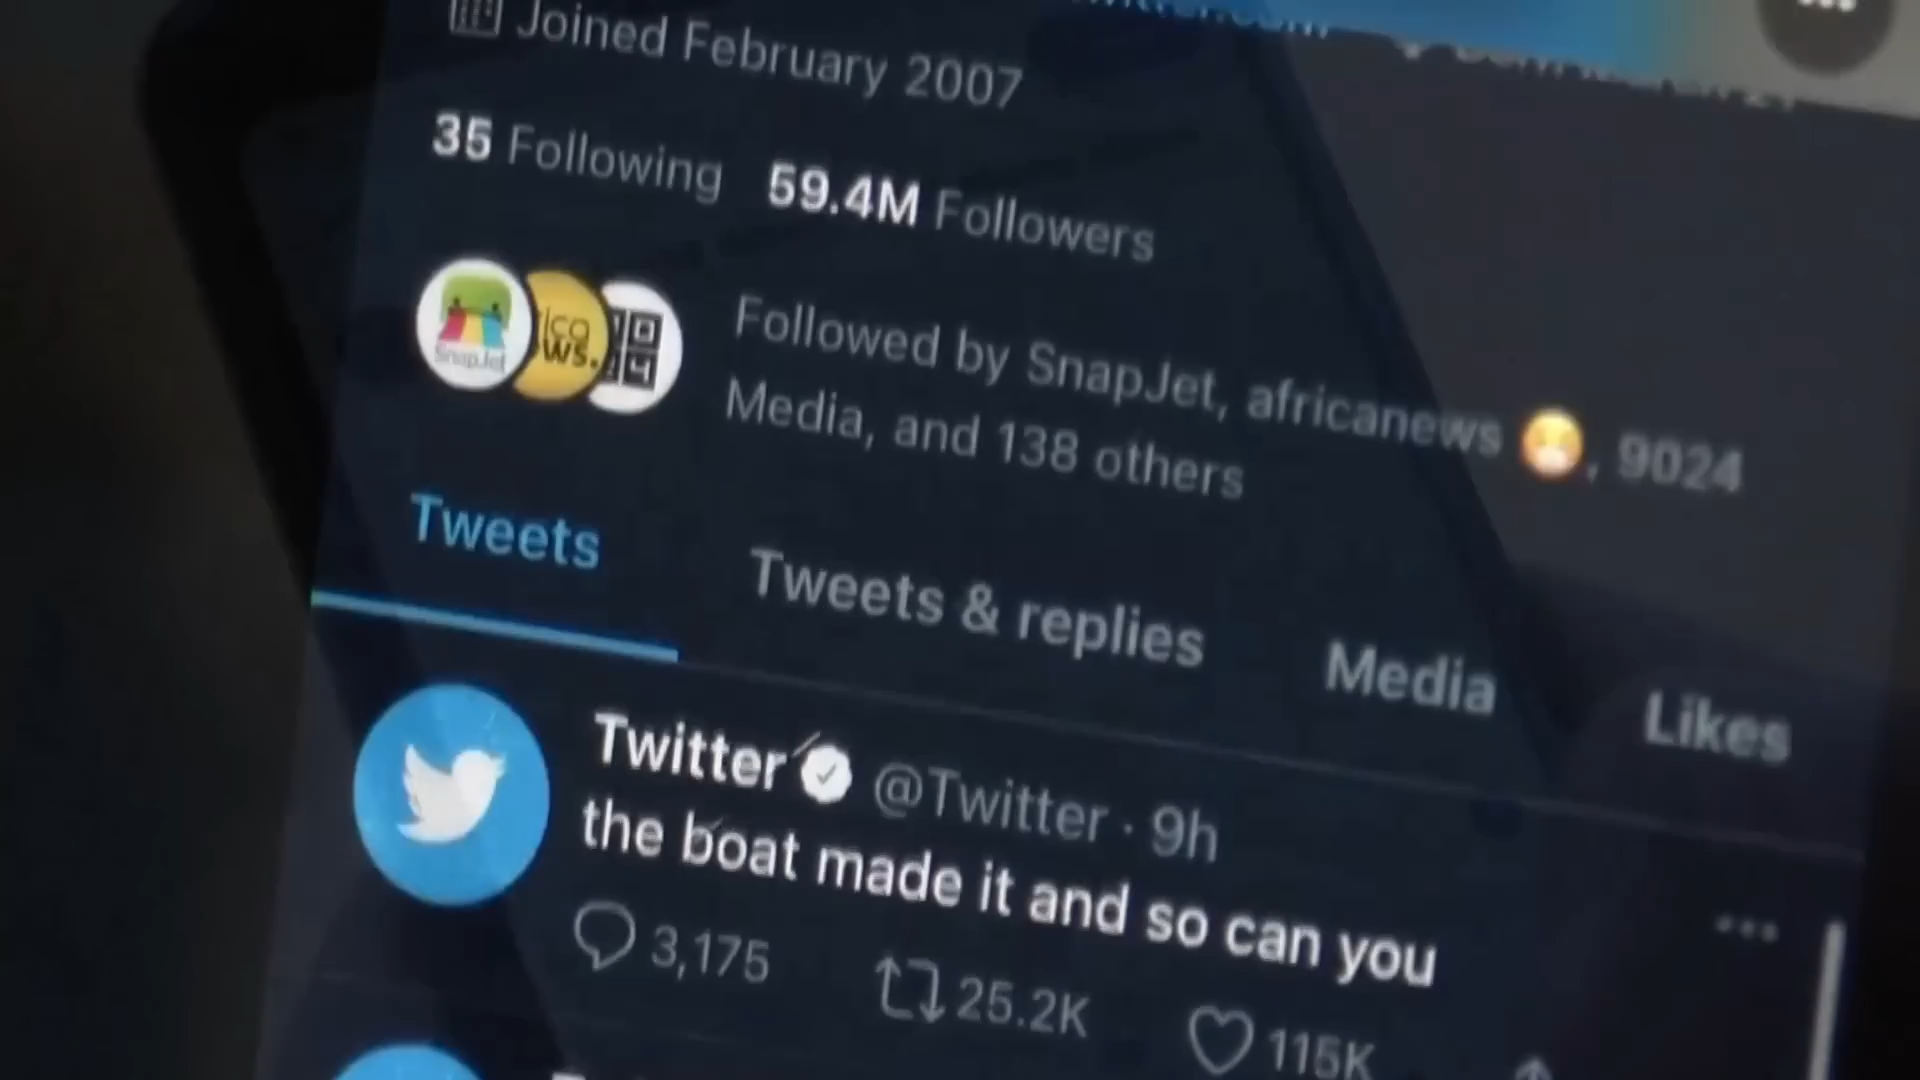 Joined February 2007
35 Following 59.4M Followers
SnapJet
Followed by SnapJet, africanews 😷, 9024
Media, and 138 others
Tweets Tweets & replies Media Likes
Twitter @Twitter · 9h
the boat made it and so can you
3,175 25.2K 115K